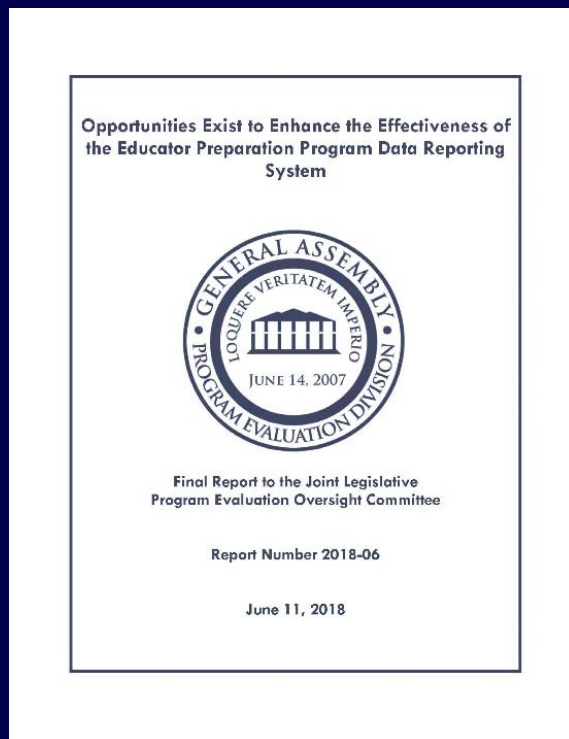 Opportunities Exist to Enhance the Effectiveness of
the Educator Preparation Program Data Reporting
System
GENERAL ASSEMBLY
LOQUERE VERITATEM IMPERIO
JUNE 14, 2007
PROGRAM EVALUATION DIVISION
Final Report to the Joint Legislative
Program Evaluation Oversight Committee
Report Number 2018-06
June 11, 2018